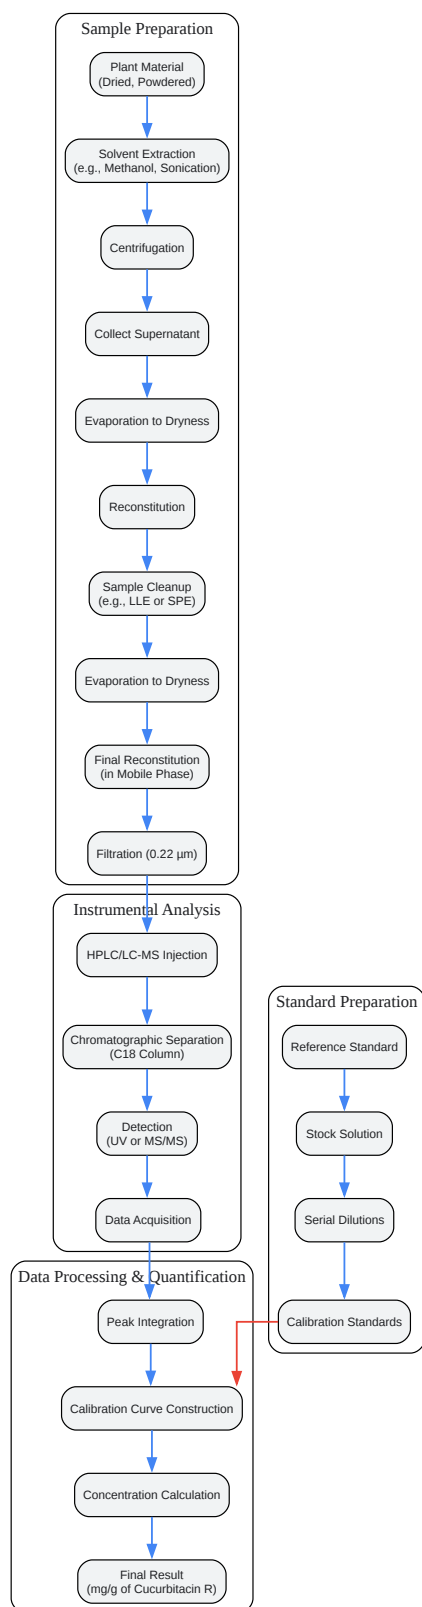 Sample Preparation
Plant Material
(Dried, Powdered)
Solvent Extraction
(e.g., Methanol, Sonication)
Centrifugation
Collect Supernatant
Evaporation to Dryness
Reconstitution
Sample Cleanup
(e.g., LLE or SPE)
Evaporation to Dryness
Final Reconstitution
(in Mobile Phase)
Filtration (0.22 µm)
Instrumental Analysis
HPLC/LC-MS Injection
Chromatographic Separation
(C18 Column)
Detection
(UV or MS/MS)
Data Acquisition
Standard Preparation
Reference Standard
Stock Solution
Serial Dilutions
Calibration Standards
Data Processing & Quantification
Peak Integration
Calibration Curve Construction
Concentration Calculation
Final Result
(mg/g of Cucurbitacin R)